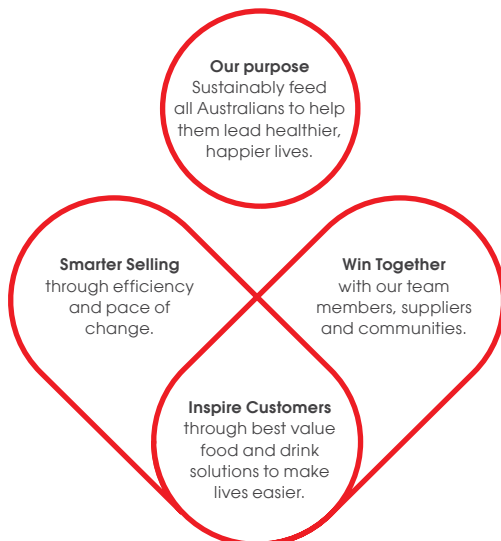 Our purpose
Sustainably feed
all Australians to help
them lead healthier,
happier lives.
Smarter Selling
through efficiency
and pace of
change.
Win Together
with our team
members, suppliers
and communities.
Inspire Customers
through best value
food and drink
solutions to make
lives easier.